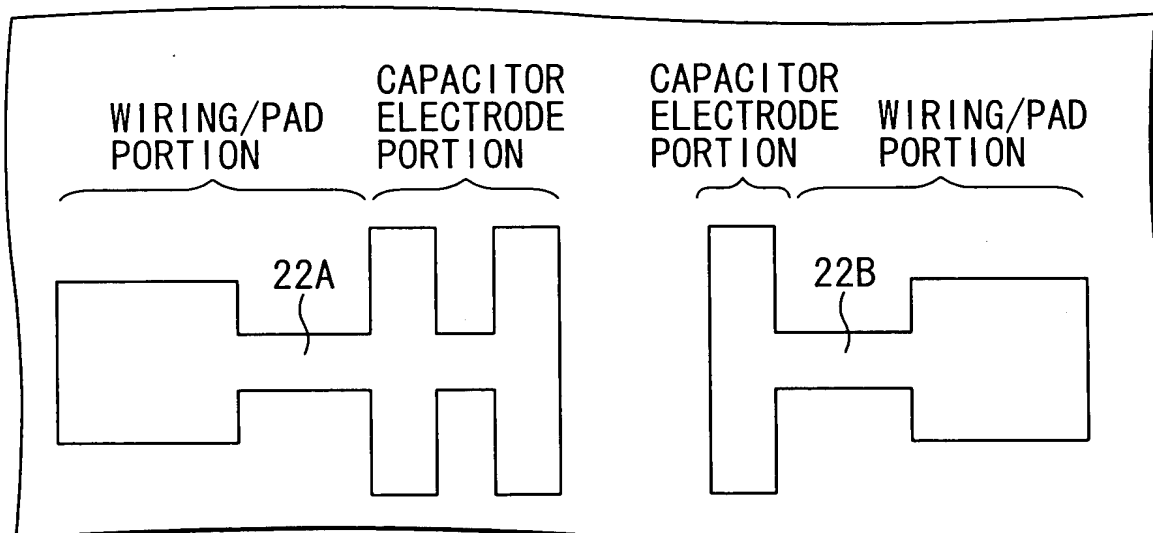 WIRING/PAD
PORTION
CAPACITOR
ELECTRODE
PORTION
CAPACITOR
ELECTRODE
PORTION
WIRING/PAD
PORTION
22A
22B